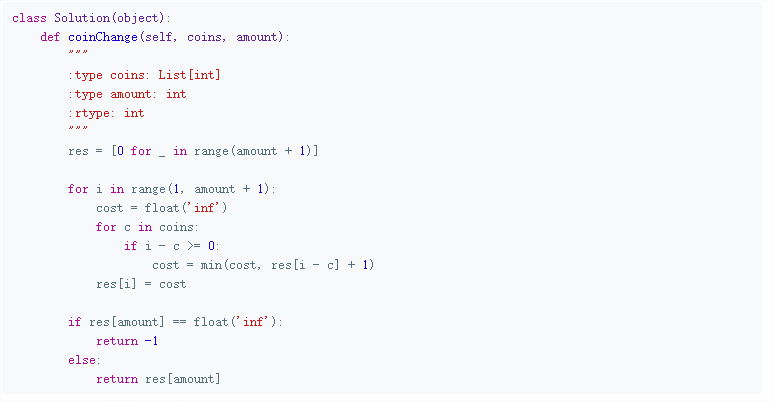 class Solution(object):
    def coinChange(self, coins, amount):
        """
        :type coins: List[int]
        :type amount: int
        :rtype: int
        """
        res = [0 for _ in range(amount + 1)]
        for i in range(1, amount + 1):
            cost = float('inf')
            for c in coins:
                if i - c >= 0:
                    cost = min(cost, res[i - c] + 1)
            res[i] = cost
        if res[amount] == float('inf'):
            return -1
        else:
            return res[amount]